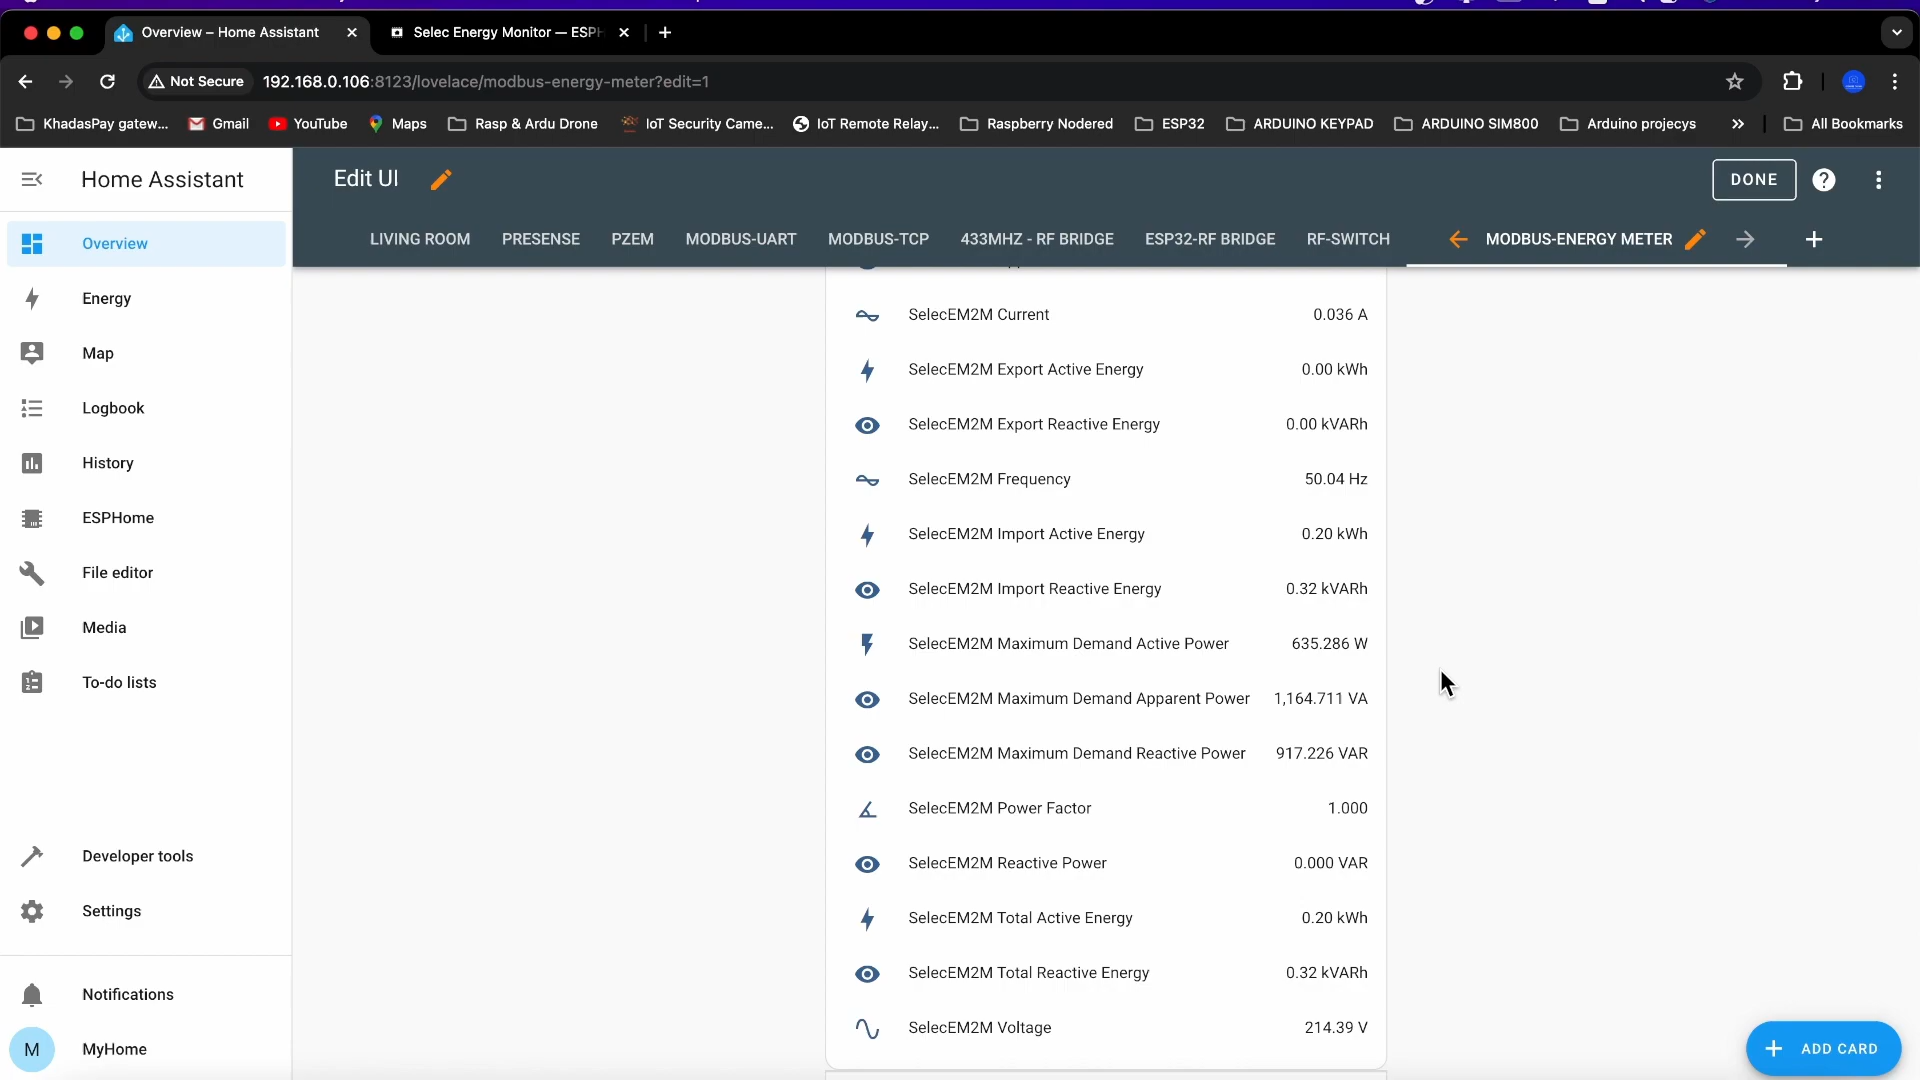 Overview – Home Assistant
Selec Energy Monitor — ESPH
Not Secure
192.168.0.106:8123/lovelace/modbus-energy-meter?edit=1
KhadasPay gatew...
Gmail
YouTube
Maps
Rasp & Ardu Drone
IoT Security Came...
IoT Remote Relay...
Raspberry Nodered
ESP32
ARDUINO KEYPAD
ARDUINO SIM800
Arduino projecys
»
All Bookmarks
Home Assistant
Edit UI
DONE
LIVING ROOM
PRESENSE
PZEM
MODBUS-UART
MODBUS-TCP
433MHZ - RF BRIDGE
ESP32-RF BRIDGE
RF-SWITCH
MODBUS-ENERGY METER
Overview
Energy
Map
Logbook
History
ESPHome
File editor
Media
To-do lists
Developer tools
Settings
Notifications
M MyHome
SelecEM2M Current 0.036 A
SelecEM2M Export Active Energy 0.00 kWh
SelecEM2M Export Reactive Energy 0.00 kVARh
SelecEM2M Frequency 50.04 Hz
SelecEM2M Import Active Energy 0.20 kWh
SelecEM2M Import Reactive Energy 0.32 kVARh
SelecEM2M Maximum Demand Active Power 635.286 W
SelecEM2M Maximum Demand Apparent Power 1,164.711 VA
SelecEM2M Maximum Demand Reactive Power 917.226 VAR
SelecEM2M Power Factor 1.000
SelecEM2M Reactive Power 0.000 VAR
SelecEM2M Total Active Energy 0.20 kWh
SelecEM2M Total Reactive Energy 0.32 kVARh
SelecEM2M Voltage 214.39 V
ADD CARD